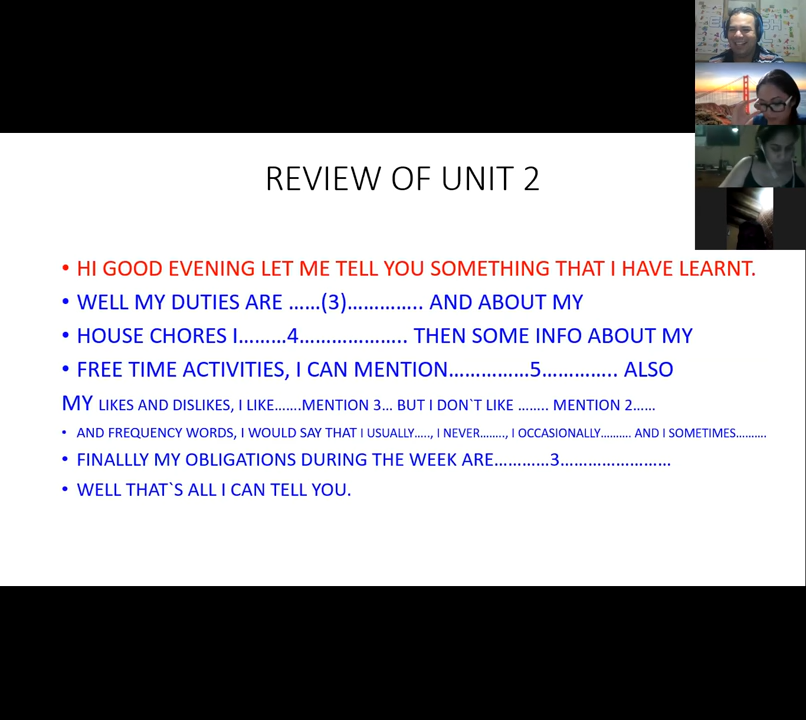 REVIEW OF UNIT 2
• HI GOOD EVENING LET ME TELL YOU SOMETHING THAT I HAVE LEARNT.
• WELL MY DUTIES ARE ……(3)………….. AND ABOUT MY
• HOUSE CHORES I………4……………….. THEN SOME INFO ABOUT MY
• FREE TIME ACTIVITIES, I CAN MENTION……………5………….. ALSO
MY LIKES AND DISLIKES, I LIKE…….MENTION 3… BUT I DON`T LIKE …….. MENTION 2……
• AND FREQUENCY WORDS, I WOULD SAY THAT I USUALLY….., I NEVER…….., I OCCASIONALLY………. AND I SOMETIMES……….
• FINALLLY MY OBLIGATIONS DURING THE WEEK ARE………..3……………………
• WELL THAT`S ALL I CAN TELL YOU.